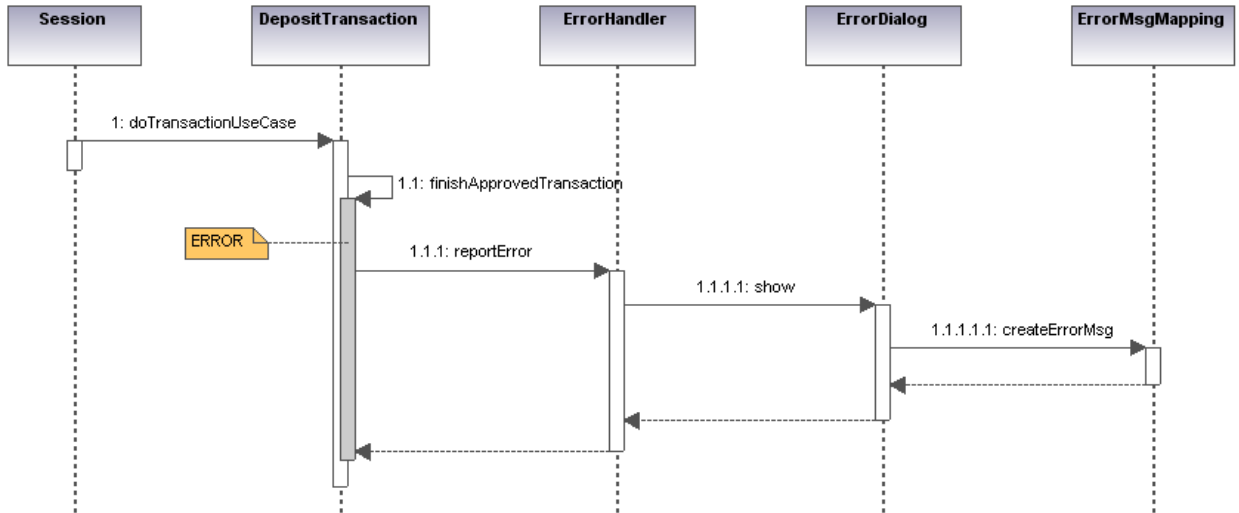 Session
DepositTransaction
ErrorHandler
ErrorDialog
ErrorMsgMapping
1: doTransactionUseCase
1.1: finishApprovedTransaction
ERROR
1.1.1: reportError
1.1.1.1: show
1.1.1.1.1: createErrorMsg